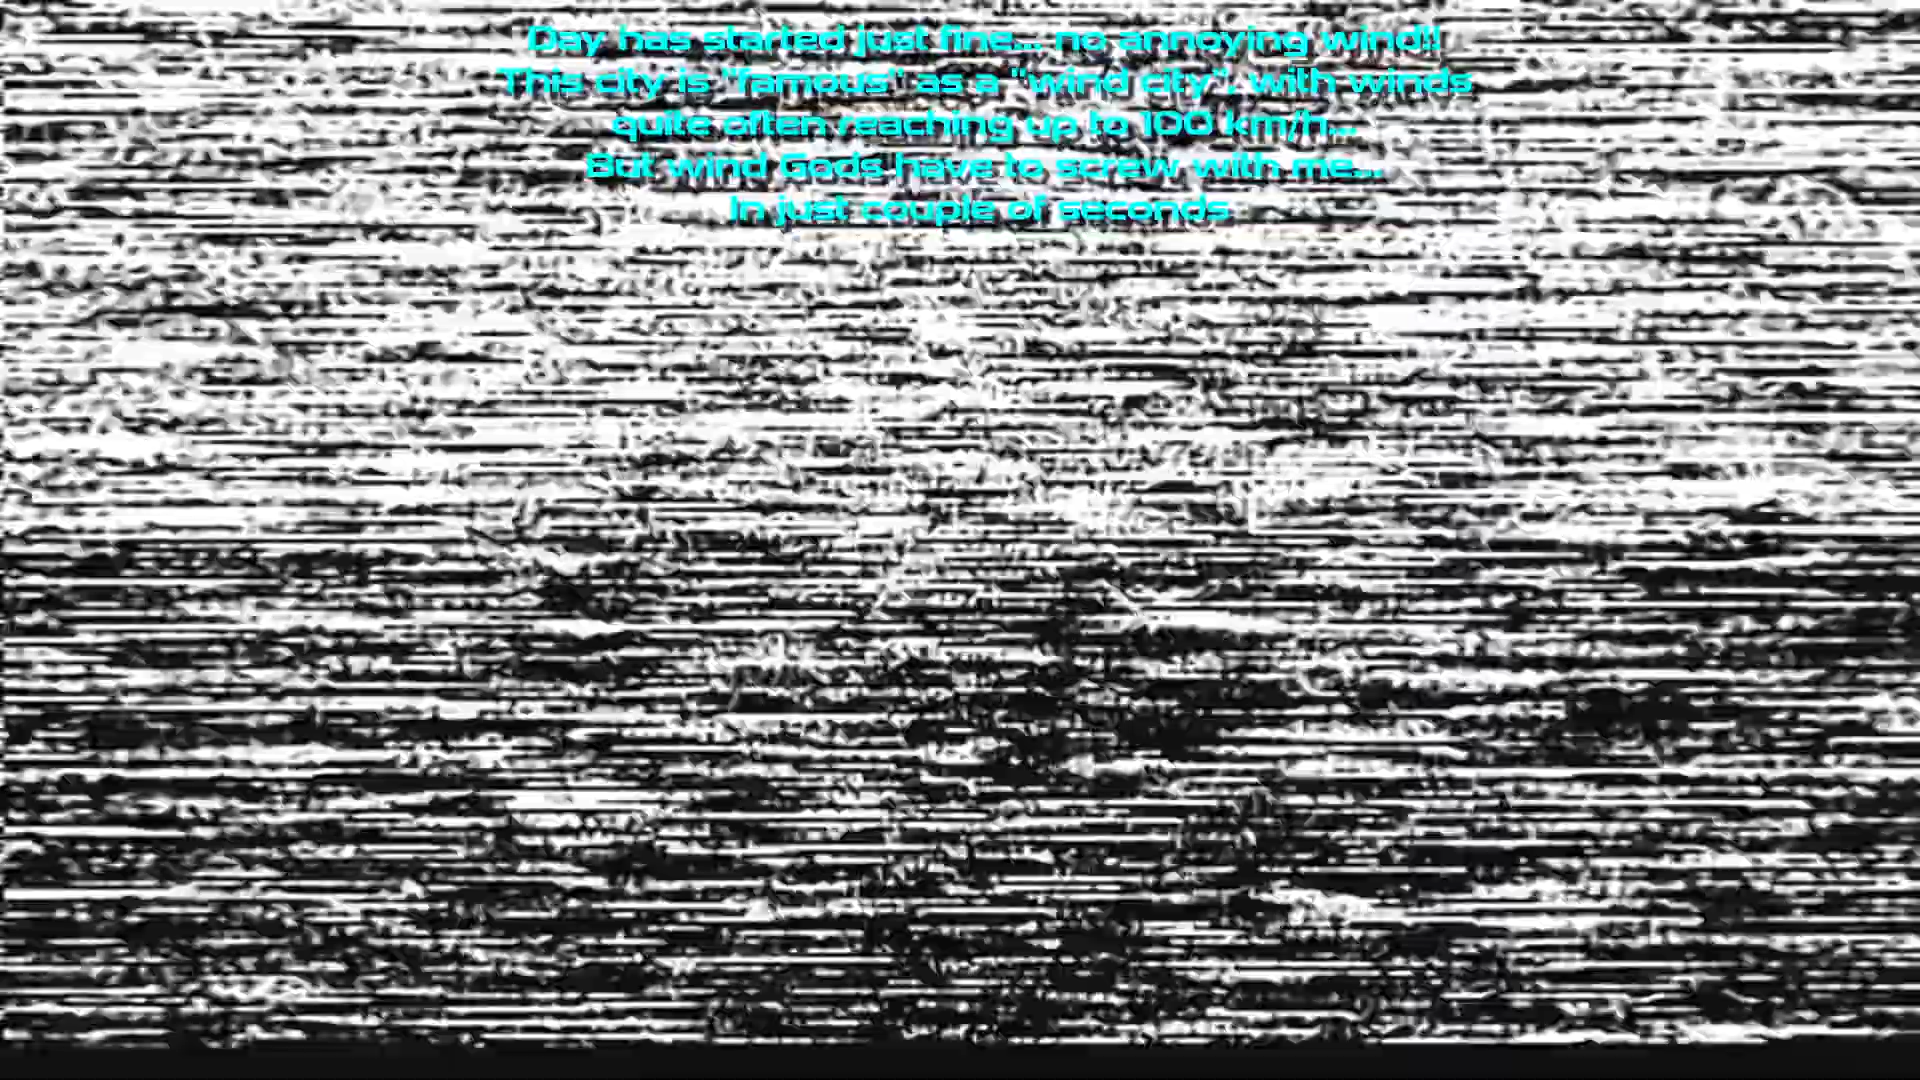 Day has started just fine... no annoying wind!!
This city is "famous" as a "wind city", with winds
quite often reaching up to 100 km/h...
But wind Gods have to screw with me...
In just couple of seconds